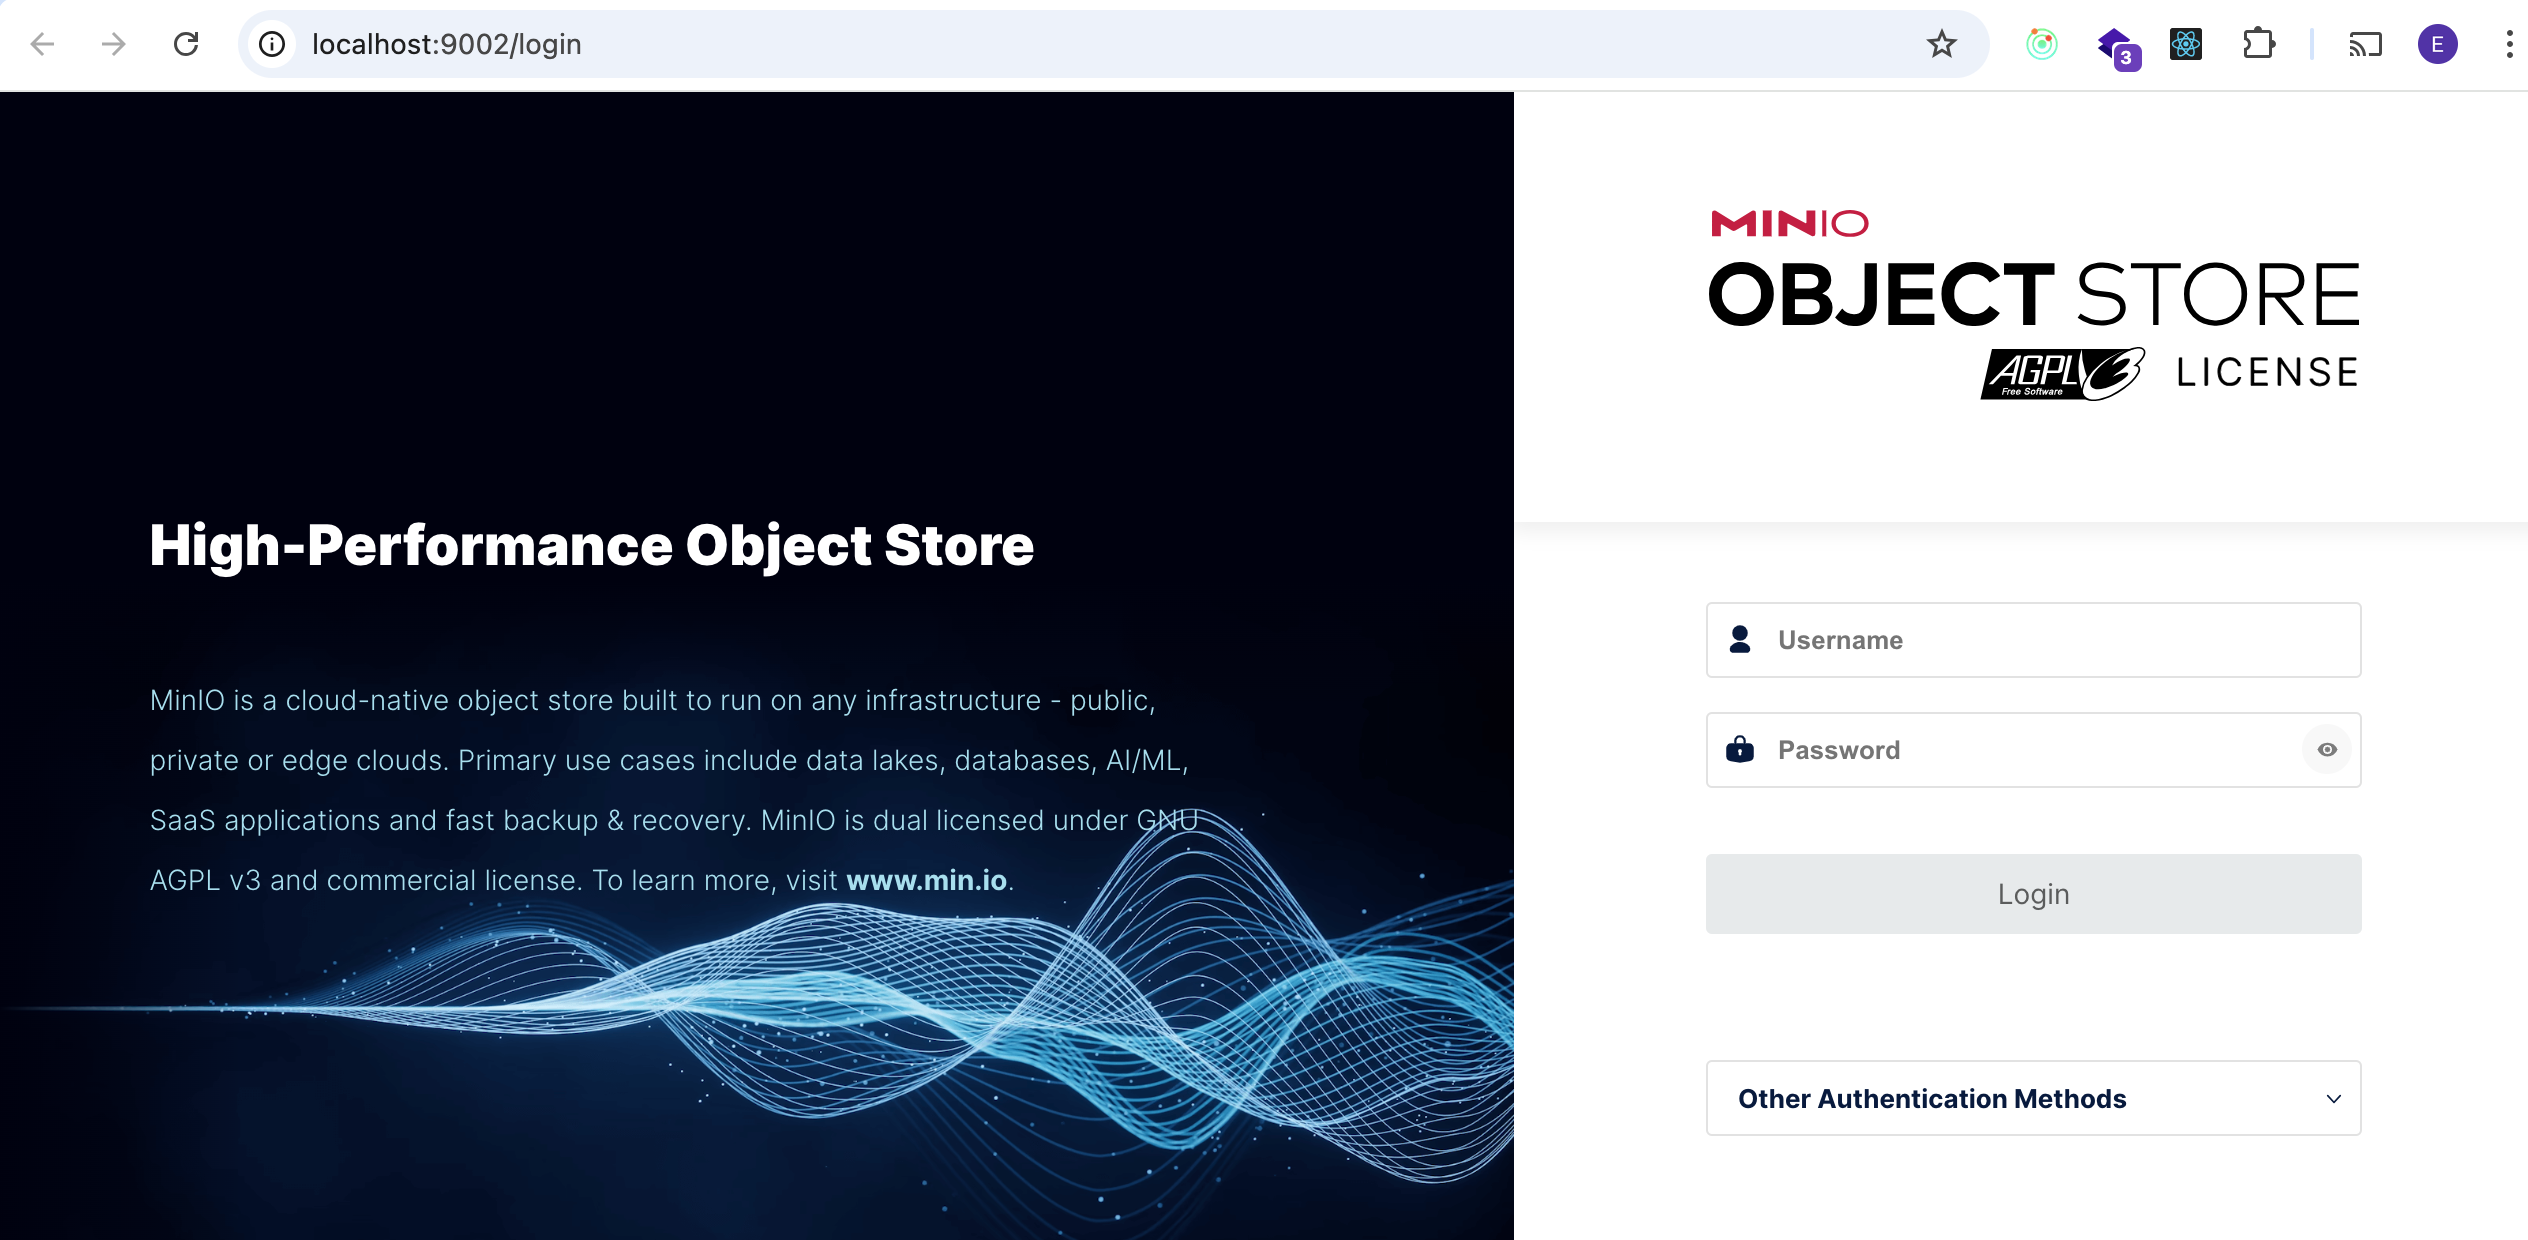 localhost:9002/login
3
E
MINIO
OBJECT STORE
AGPL 3
Free Software
LICENSE
High-Performance Object Store
MinIO is a cloud-native object store built to run on any infrastructure - public,
private or edge clouds. Primary use cases include data lakes, databases, AI/ML,
SaaS applications and fast backup & recovery. MinIO is dual licensed under GNU
AGPL v3 and commercial license. To learn more, visit www.min.io.
Username
Password
Login
Other Authentication Methods